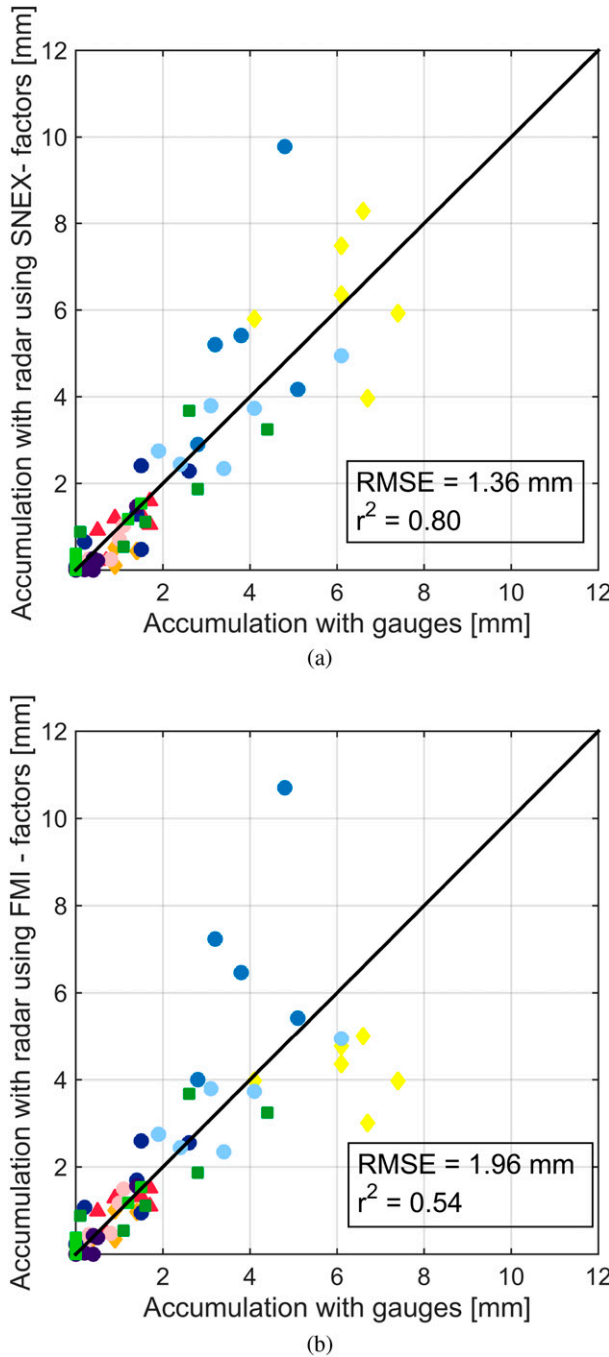 12
10
8
6
4
2
0
Accumulation with radar using SNEX- factors [mm]
RMSE = 1.36 mm
r² = 0.80
2 4 6 8 10 12
Accumulation with gauges [mm]
(a)
12
10
8
6
4
2
0
Accumulation with radar using FMI - factors [mm]
RMSE = 1.96 mm
r² = 0.54
2 4 6 8 10 12
Accumulation with gauges [mm]
(b)